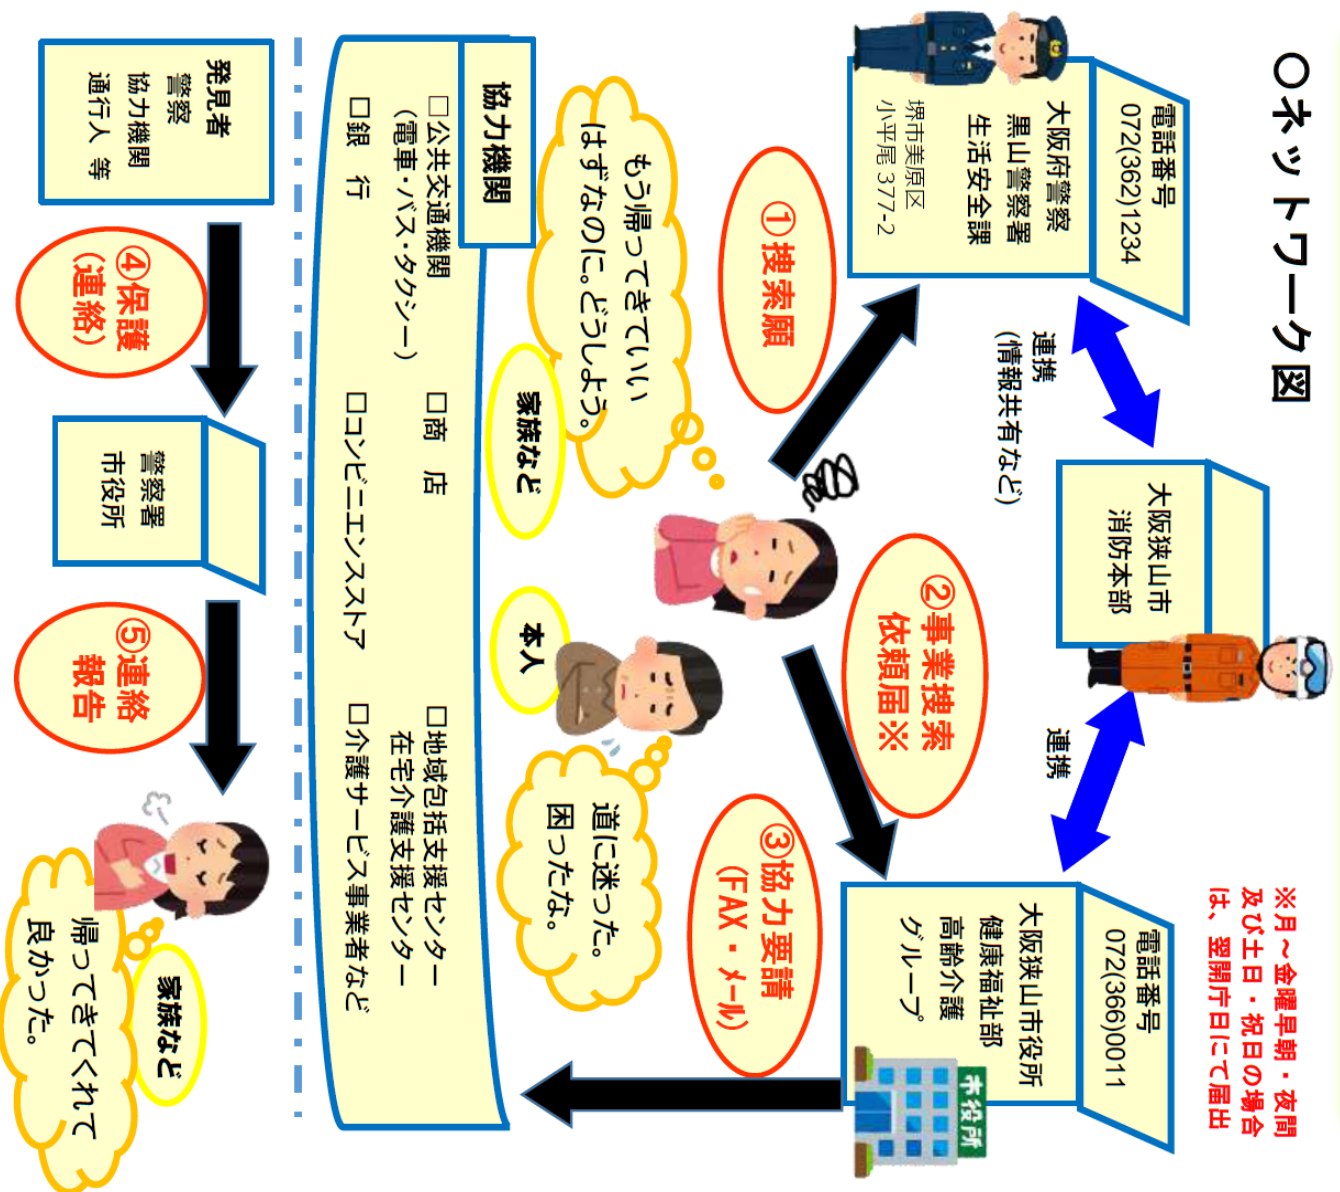 〇ネットワーク図
※月～金曜早朝・夜間
及び土日・祝日の場合
は、翌開庁日にて届出
電話番号
072(362)1234
大阪府警察
黒山警察署
生活安全課
堺市美原区
小平尾377-2
連携
(情報共有など)
大阪狭山市
消防本部
連携
電話番号
072(366)0011
大阪狭山市役所
健康福祉部
高齢介護
グループ
市役所
①捜索願
②事業捜索
依頼届※
③協力要請
(FAX・メール)
もう帰ってきていい
はずなのに。どうしよう。
家族など
本人
道に迷った。
困ったな。
協力機関
□公共交通機関
(電車・バス・タクシー)
□銀　行
□商　店
□コンビニエンスストア
□地域包括支援センター
在宅介護支援センター
□介護サービス事業者など
発見者
警察
協力機関
通行人 等
④保護
(連絡)
警察署
市役所
⑤連絡
報告
家族など
帰ってきてくれて
良かった。